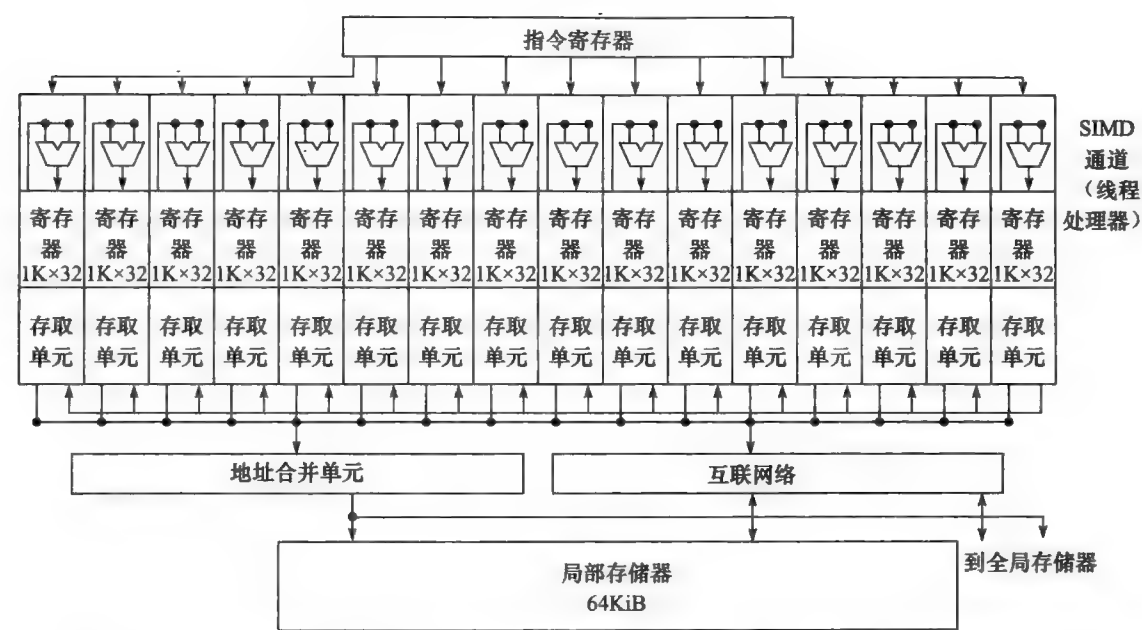 指令寄存器
SIMD
通道
（线程
处理器）
寄存 寄存 寄存 寄存 寄存 寄存 寄存 寄存 寄存 寄存 寄存 寄存 寄存 寄存 寄存 寄存
器 器 器 器 器 器 器 器 器 器 器 器 器 器 器 器
1K×32 1K×32 1K×32 1K×32 1K×32 1K×32 1K×32 1K×32 1K×32 1K×32 1K×32 1K×32 1K×32 1K×32 1K×32 1K×32
存取 存取 存取 存取 存取 存取 存取 存取 存取 存取 存取 存取 存取 存取 存取 存取
单元 单元 单元 单元 单元 单元 单元 单元 单元 单元 单元 单元 单元 单元 单元 单元
地址合并单元
互联网络
局部存储器
64KiB
到全局存储器